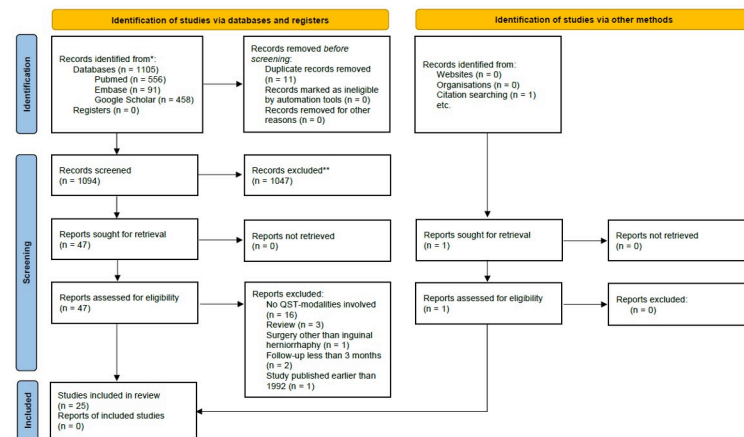 Identification of studies via databases and registers
Identification of studies via other methods
Identification
Records identified from*:
Databases (n = 1105)
Pubmed (n = 556)
Embase (n = 91)
Google Scholar (n = 458)
Registers (n = 0)
Records removed before
screening:
Duplicate records removed
(n = 11)
Records marked as ineligible
by automation tools (n = 0)
Records removed for other
reasons (n = 0)
Records identified from:
Websites (n = 0)
Organisations (n = 0)
Citation searching (n = 1)
etc.
Screening
Records screened
(n = 1094)
Records excluded**
(n = 1047)
Reports sought for retrieval
(n = 47)
Reports not retrieved
(n = 0)
Reports sought for retrieval
(n = 1)
Reports not retrieved
(n = 0)
Reports assessed for eligibility
(n = 47)
Reports excluded:
No QST-modalities involved
(n = 16)
Review (n = 3)
Surgery other than inguinal
herniorrhaphy (n = 1)
Follow-up less than 3 months
(n = 2)
Study published earlier than
1992 (n = 1)
Reports assessed for eligibility
(n = 1)
Reports excluded:
(n = 0)
Included
Studies included in review
(n = 25)
Reports of included studies
(n = 0)